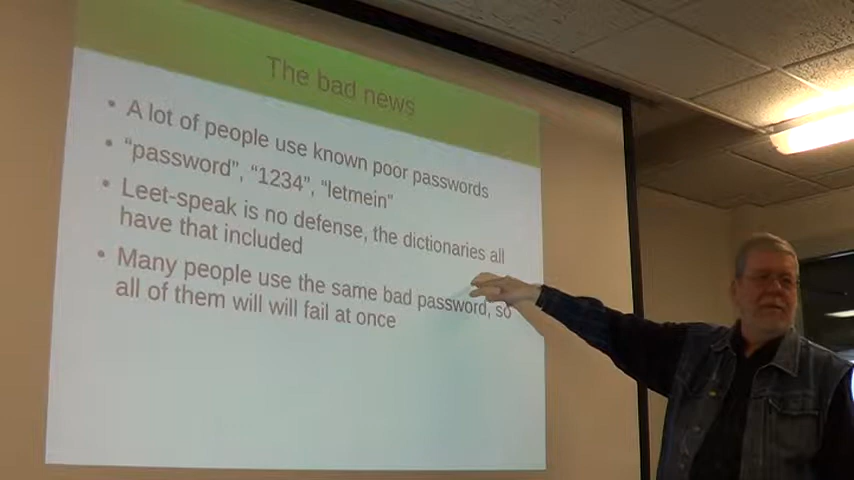 The bad news
• A lot of people use known poor passwords
• “password”, “1234”, “letmein”
• Leet-speak is no defense, the dictionaries all
have that included
• Many people use the same bad password, so
all of them will will fail at once